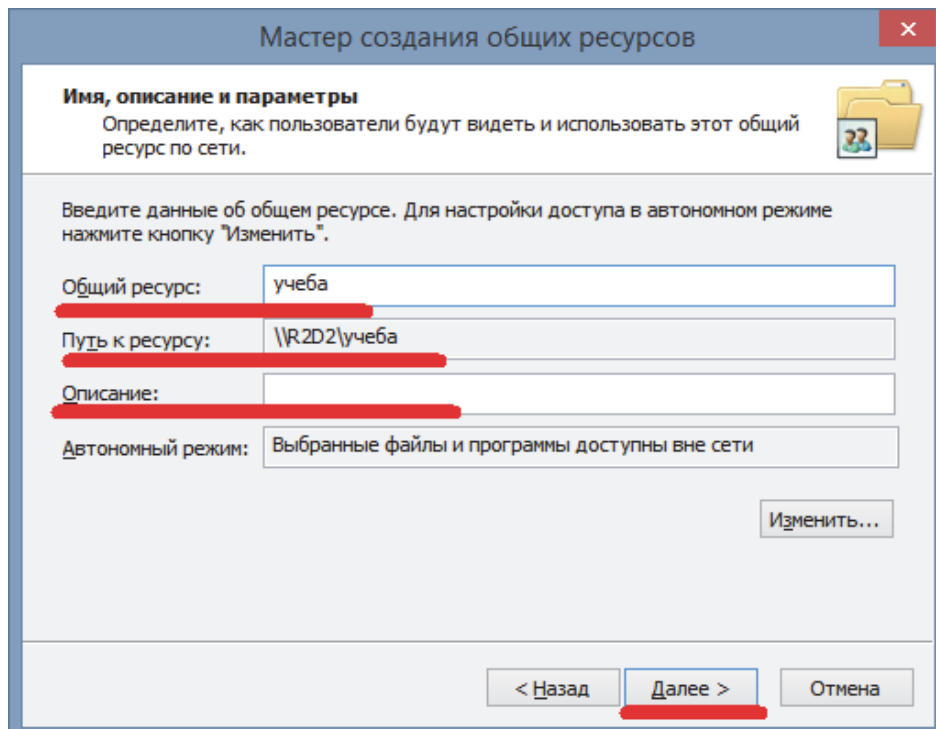 Мастер создания общих ресурсов
Имя, описание и параметры
Определите, как пользователи будут видеть и использовать этот общий
ресурс по сети.
Введите данные об общем ресурсе. Для настройки доступа в автономном режиме
нажмите кнопку "Изменить".
Общий ресурс: учеба
Путь к ресурсу: \\R2D2\учеба
Описание:
Автономный режим: Выбранные файлы и программы доступны вне сети
Изменить...
< Назад Далее > Отмена